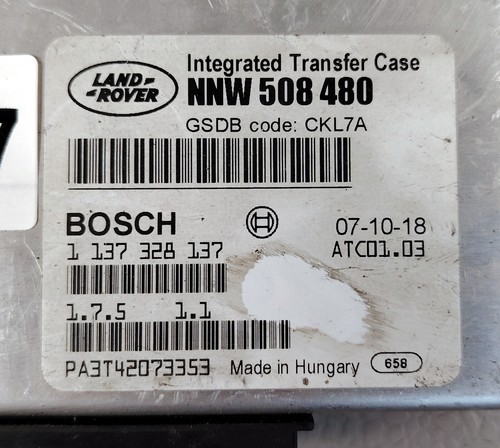 LAND-
-ROVER
Integrated Transfer Case
NNW 508 480
GSDB code: CKL7A
BOSCH
07-10-18
1 137 328 137
ATC01.03
1.7.5 1.1
PA3T42073353
Made in Hungary
658